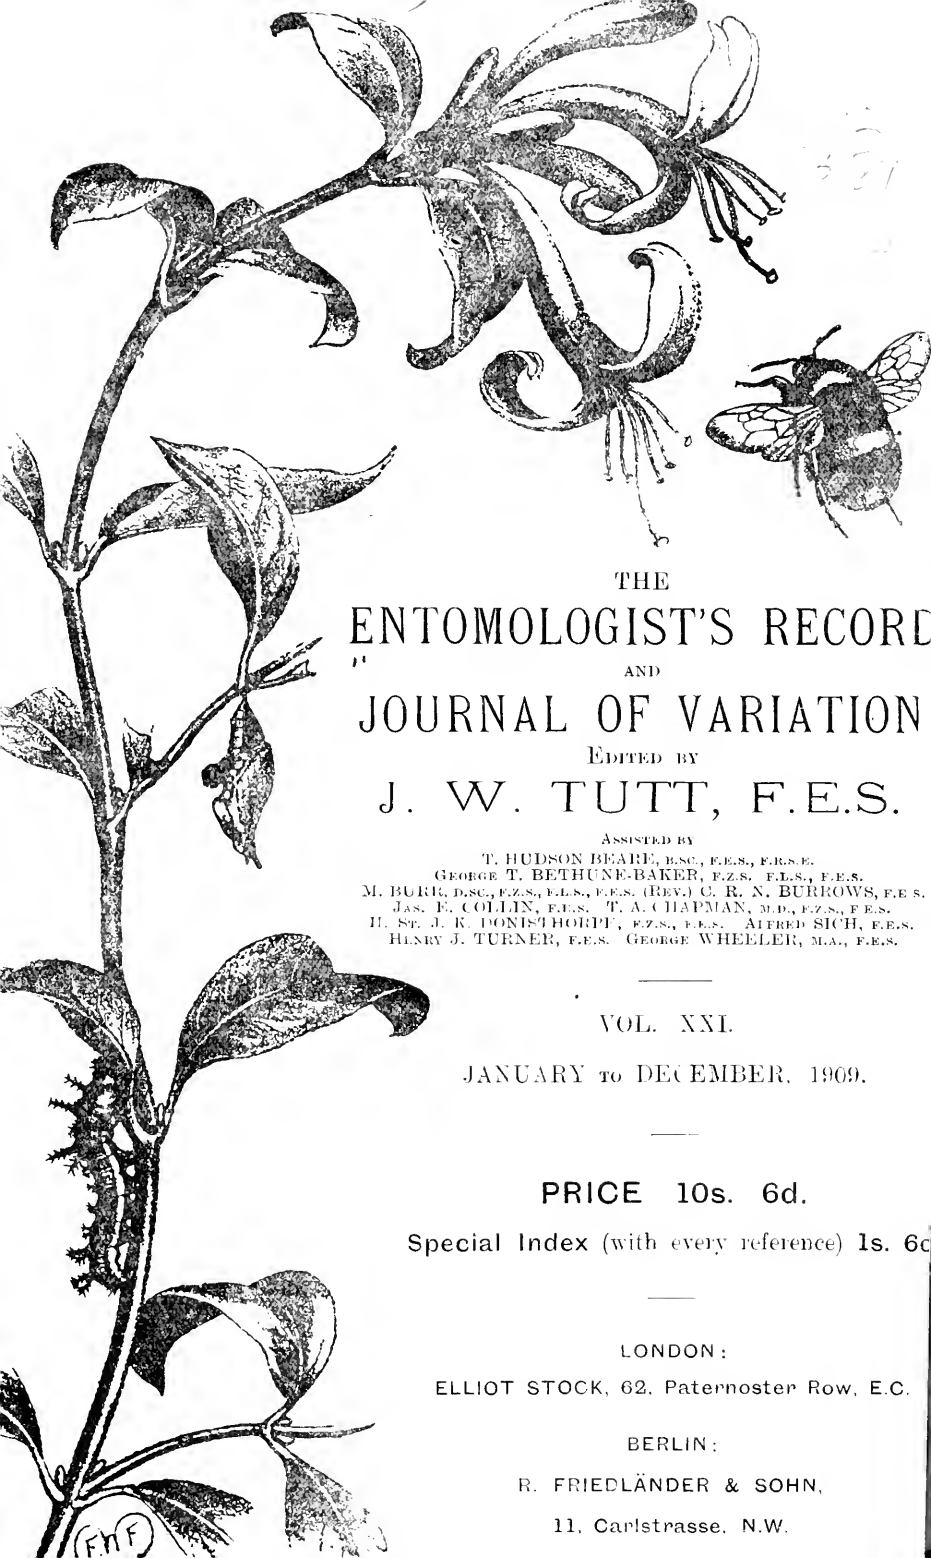 THE
ENTOMOLOGIST'S RECORD
AND
JOURNAL OF VARIATION
EDITED BY
J. W. TUTT, F.E.S.
ASSISTED BY
T. HUDSON BEARE, B.SC., F.E.S., F.R.S.E.
GEORGE T. BETHUNE-BAKER, F.Z.S. F.L.S., F.E.S.
M. BURR, D.SC., F.Z.S., F.L.S., F.E.S. (REV.) C. R. N. BURROWS, F.E S.
JAS. E. COLLIN, F.E.S. T. A. CHAPMAN, M.D., F.Z.S., F E S.
H. ST. J. K. DONISTHORPE, F.Z.S., F.E.S. ALFRED SICH, F.E.S.
HENRY J. TURNER, F.E.S. GEORGE WHEELER, M.A., F.E.S.
VOL. XXI.
JANUARY TO DECEMBER, 1909.
PRICE 10s. 6d.
Special Index (with every reference) 1s. 6d
LONDON:
ELLIOT STOCK, 62, Paternoster Row, E.C.
BERLIN:
R. FRIEDLÄNDER & SOHN,
11, Carlstrasse, N.W.